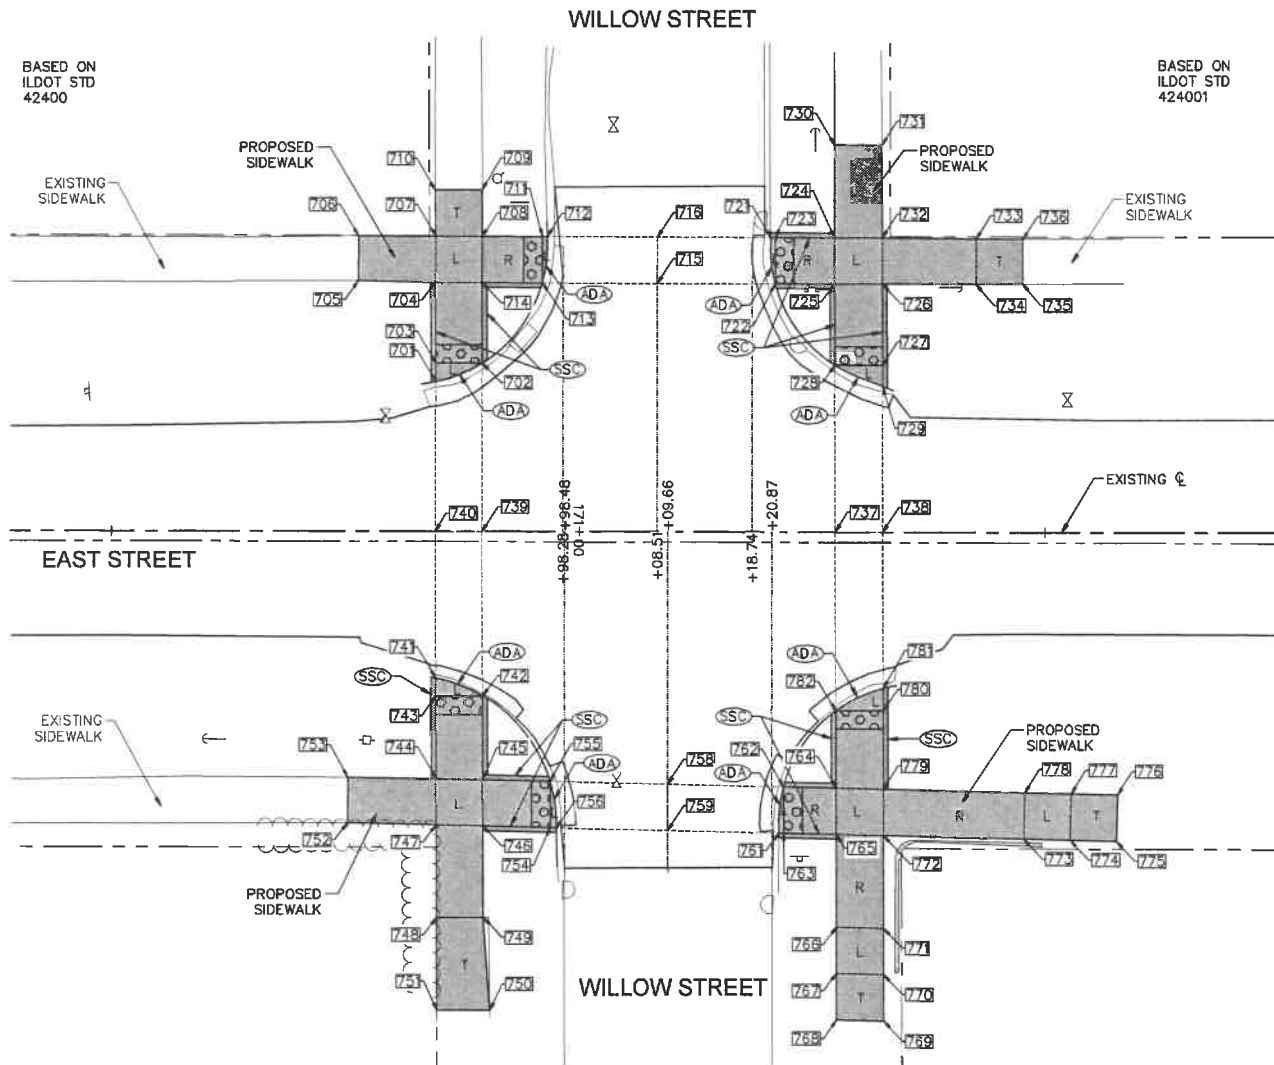 WILLOW STREET
BASED ON
ILDOT STD
42400
BASED ON
ILDOT STD
424001
730
731
PROPOSED
SIDEWALK
PROPOSED
SIDEWALK
710
709
711
EXISTING
SIDEWALK
EXISTING
SIDEWALK
706
707
T
708
712
716
721
723
724
732
733
736
L
R
715
R
L
T
705
704
714
ADA
713
ADA
722
725
726
734
735
703
701
SSC
SSC
727
702
L
ADA
728
L
ADA
729
EXISTING ℄
740
739
+98.28
+98.48
171+00
+08.51
+09.66
+18.74
+20.87
737
738
EAST STREET
741
ADA
742
ADA
781
782
780
SSC
L
743
L
SSC
SSC
SSC
EXISTING
SIDEWALK
PROPOSED
SIDEWALK
753
744
745
755
758
762
764
779
778
777
776
ADA
ADA
L
756
759
R
L
R
L
T
752
747
746
754
761
763
765
772
773
774
775
PROPOSED
SIDEWALK
R
748
749
766
771
T
L
751
750
WILLOW STREET
767
770
T
768
769